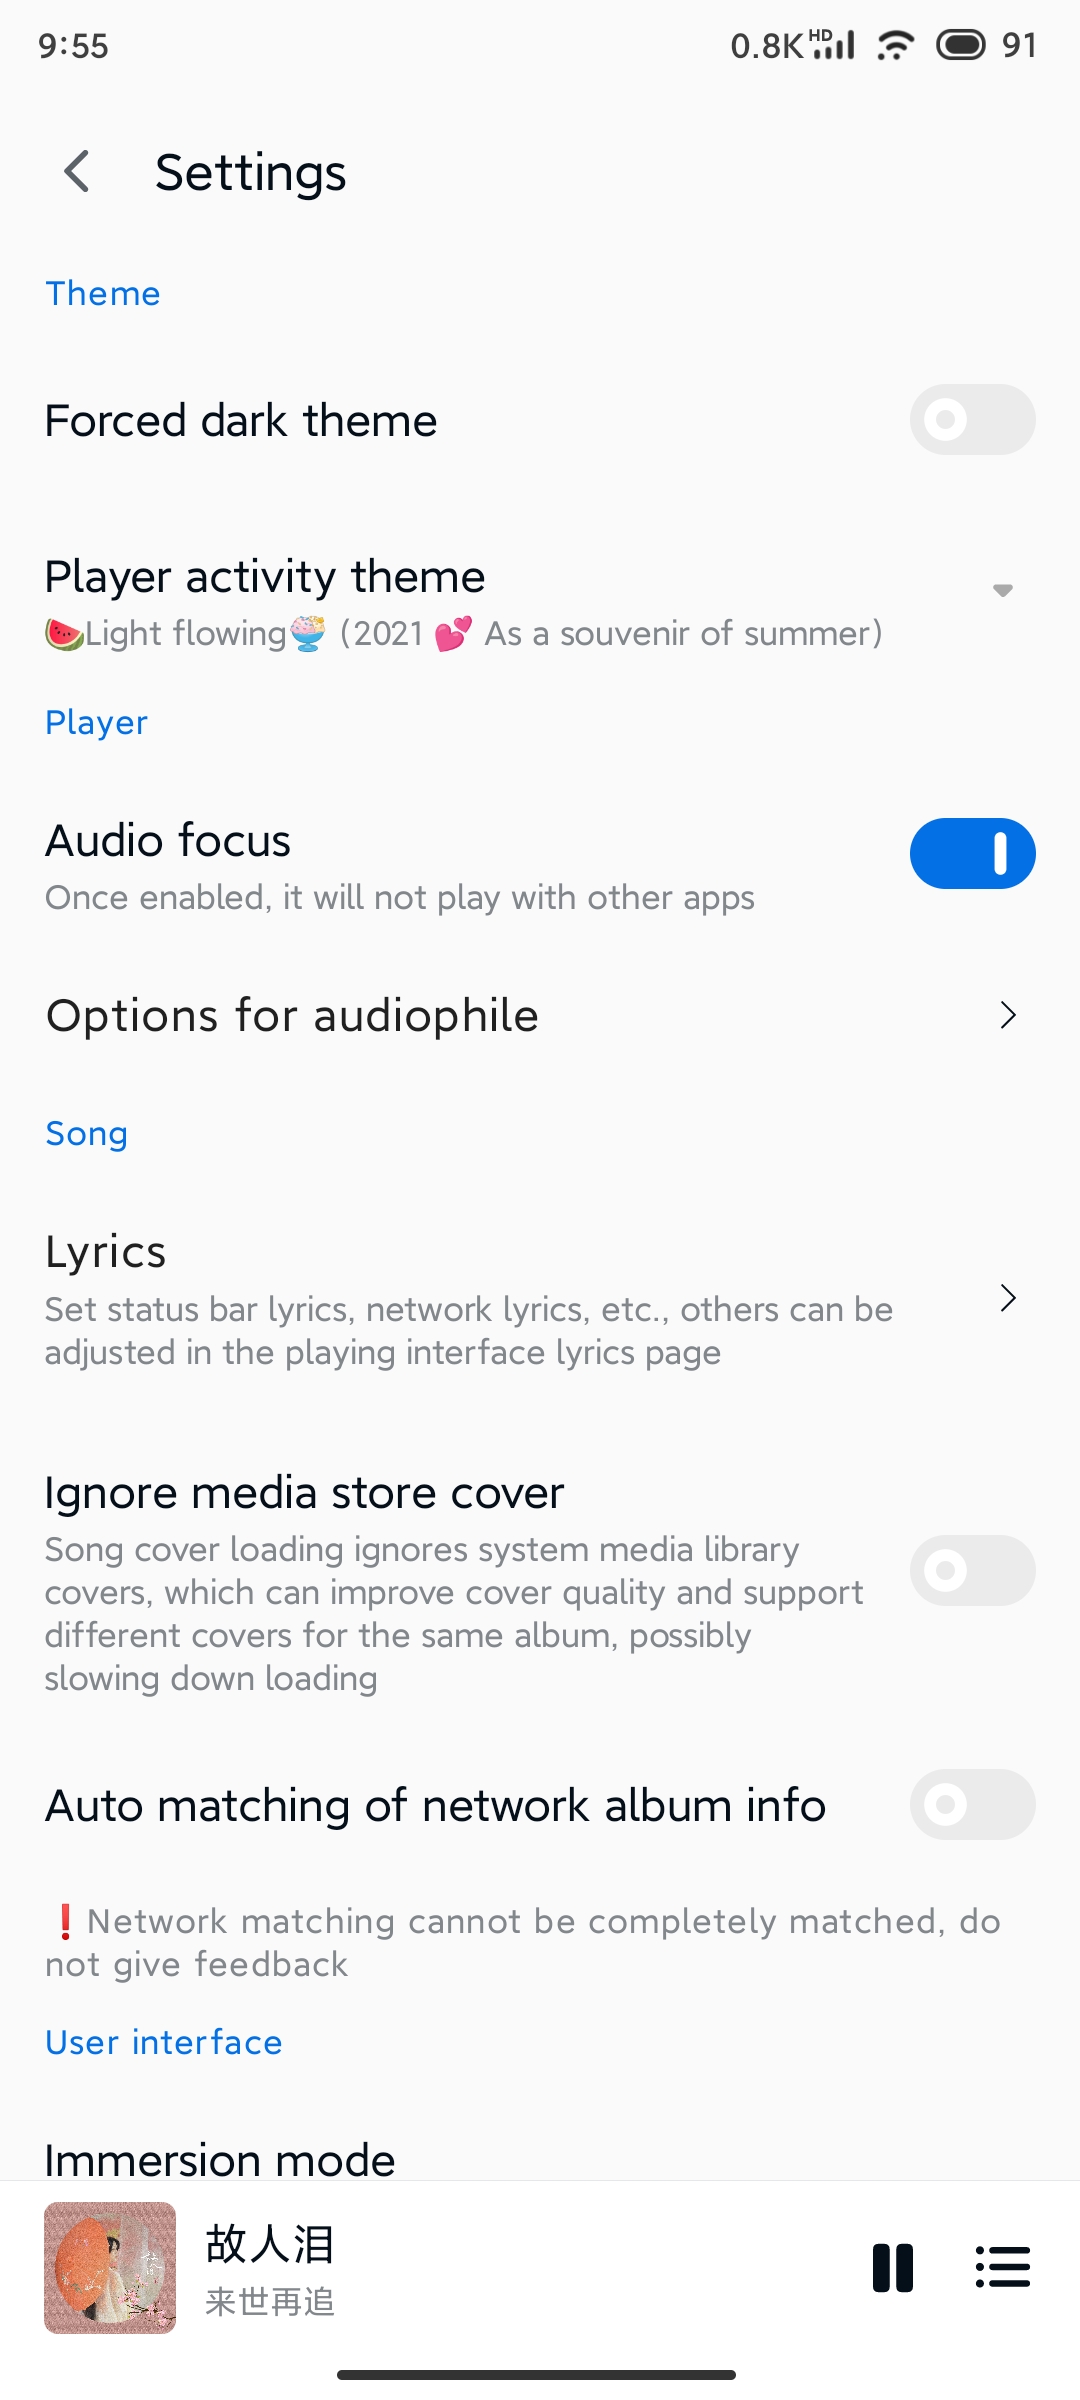 9:55
0.8K HD 91
Settings
Theme
Forced dark theme
Player activity theme
🍉Light flowing🍧 (2021 💕 As a souvenir of summer)
Player
Audio focus
Once enabled, it will not play with other apps
Options for audiophile
Song
Lyrics
Set status bar lyrics, network lyrics, etc., others can be
adjusted in the playing interface lyrics page
Ignore media store cover
Song cover loading ignores system media library
covers, which can improve cover quality and support
different covers for the same album, possibly
slowing down loading
Auto matching of network album info
❗Network matching cannot be completely matched, do
not give feedback
User interface
Immersion mode
故人泪
来世再追